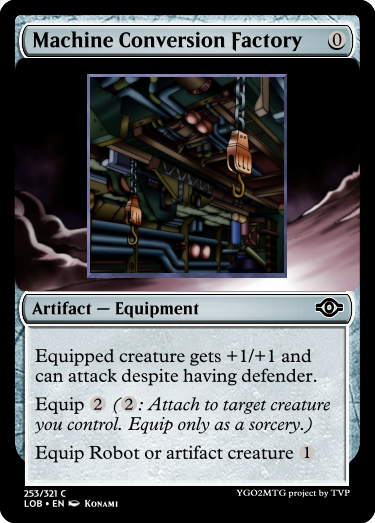 Machine Conversion Factory 0
Artifact — Equipment
Equipped creature gets +1/+1 and
can attack despite having defender.
Equip 2 (2: Attach to target creature
you control. Equip only as a sorcery.)
Equip Robot or artifact creature 1
253/321 C
LOB • EN Konami
YGO2MTG project by TVP